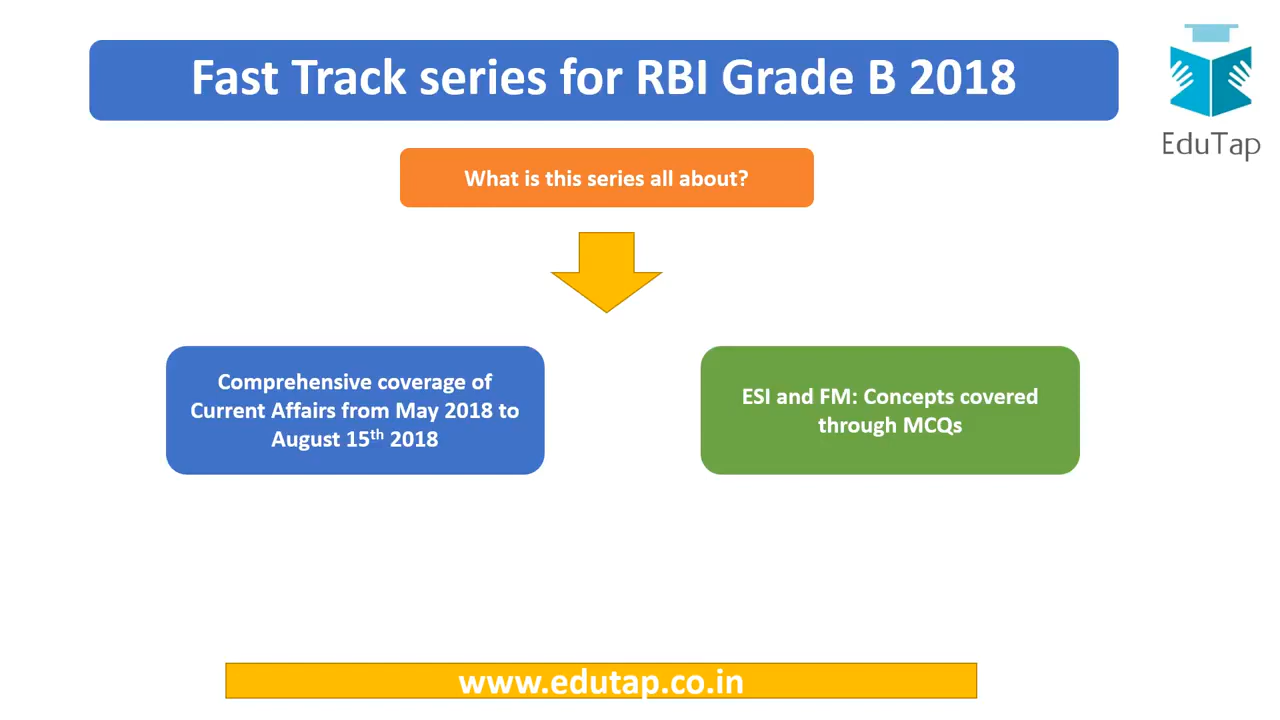 Fast Track series for RBI Grade B 2018
EduTap
What is this series all about?
Comprehensive coverage of
Current Affairs from May 2018 to
August 15th 2018
ESI and FM: Concepts covered
through MCQs
www.edutap.co.in